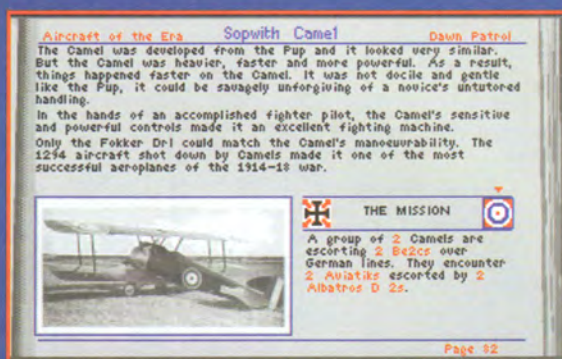 Aircraft of the Era Sopwith Camel Dawn Patrol
The Camel was developed from the Pup and it looked very similar.
But the Camel was heavier, faster and more powerful. As a result,
things happened faster on the Camel. It was not docile and gentle
like the Pup, it could be savagely unforgiving of a novice's untutored
handling.
In the hands of an accomplished fighter pilot, the Camel's sensitive
and powerful controls made it an excellent fighting machine.
Only the Fokker Dr1 could match the Camel's manoeuvrability. The
1294 aircraft shot down by Camels made it one of the most
successful aeroplanes of the 1914-18 war.
THE MISSION
A group of 2 Camels are
escorting 2 Be2cs over
German lines. They encounter
2 Aviatiks escorted by 2
Albatros D 2s.
Page 82